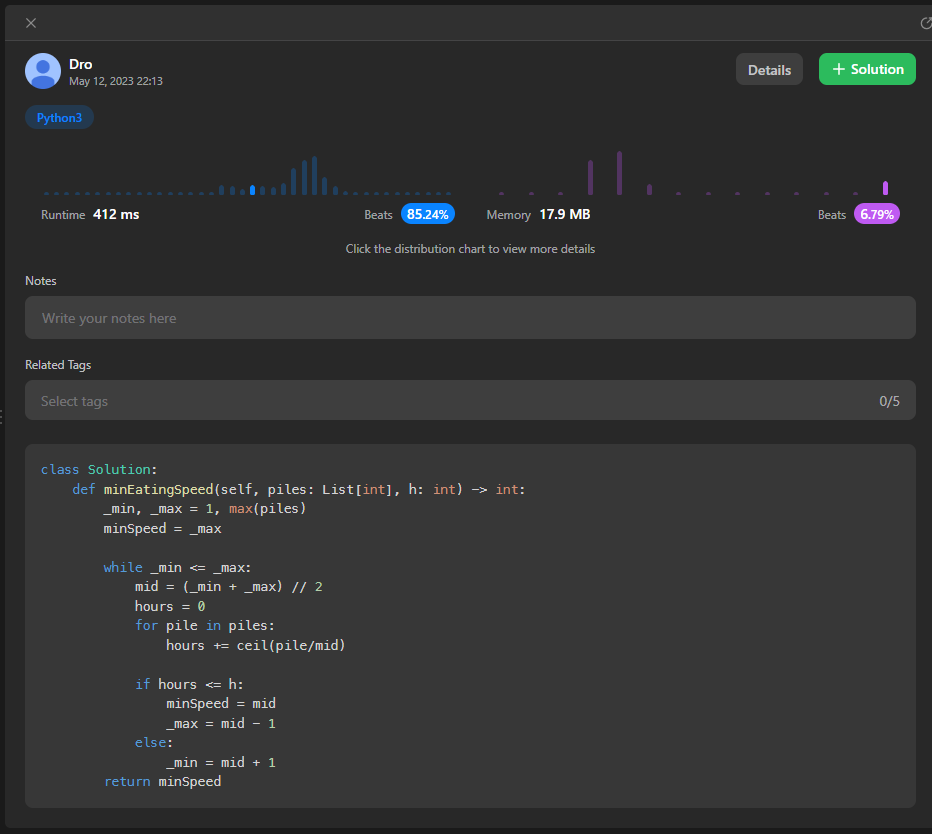 Dro
May 12, 2023 22:13
Details
+ Solution
Python3
Runtime 412 ms Beats 85.24% Memory 17.9 MB Beats 6.79%
Click the distribution chart to view more details
Notes
Write your notes here
Related Tags
Select tags 0/5
class Solution:
    def minEatingSpeed(self, piles: List[int], h: int) -> int:
        _min, _max = 1, max(piles)
        minSpeed = _max

        while _min <= _max:
            mid = (_min + _max) // 2
            hours = 0
            for pile in piles:
                hours += ceil(pile/mid)

            if hours <= h:
                minSpeed = mid
                _max = mid - 1
            else:
                _min = mid + 1
        return minSpeed